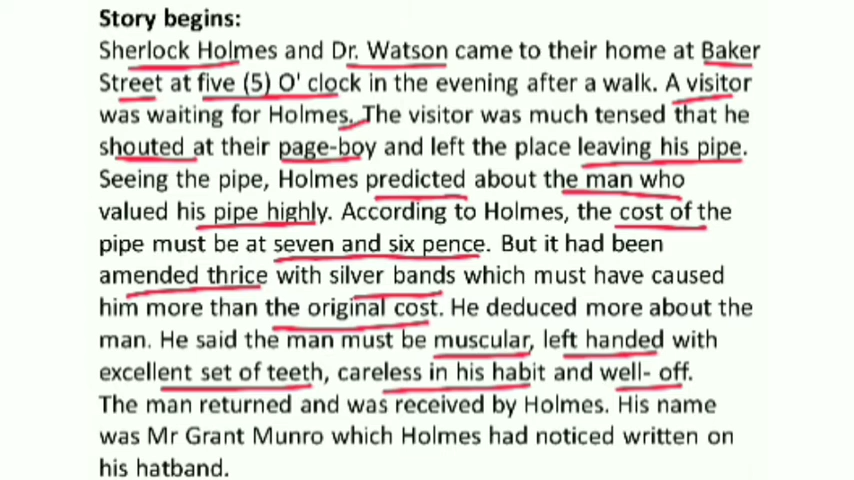 Story begins:
Sherlock Holmes and Dr. Watson came to their home at Baker
Street at five (5) O' clock in the evening after a walk. A visitor
was waiting for Holmes. The visitor was much tensed that he
shouted at their page-boy and left the place leaving his pipe.
Seeing the pipe, Holmes predicted about the man who
valued his pipe highly. According to Holmes, the cost of the
pipe must be at seven and six pence. But it had been
amended thrice with silver bands which must have caused
him more than the original cost. He deduced more about the
man. He said the man must be muscular, left handed with
excellent set of teeth, careless in his habit and well- off.
The man returned and was received by Holmes. His name
was Mr Grant Munro which Holmes had noticed written on
his hatband.